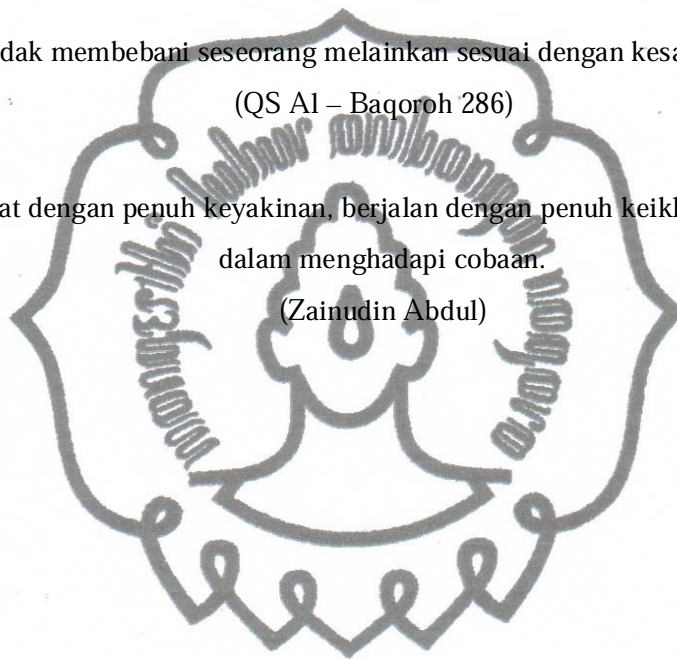 dak membebani seseorang melainkan sesuai dengan kesa
(QS Al – Baqoroh 286)
at dengan penuh keyakinan, berjalan dengan penuh keikl
dalam menghadapi cobaan.
(Zainudin Abdul)